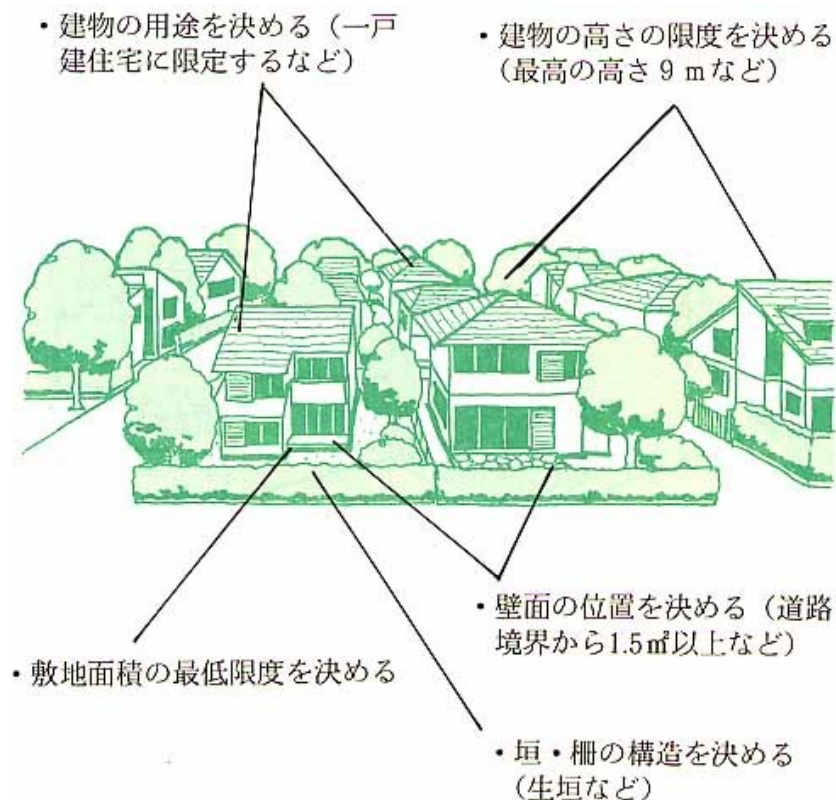 ・建物の用途を決める（一戸
建住宅に限定するなど）
・建物の高さの限度を決める
（最高の高さ9mなど）
・壁面の位置を決める（道路
境界から1.5㎡以上など）
・敷地面積の最低限度を決める
・垣・柵の構造を決める
（生垣など）